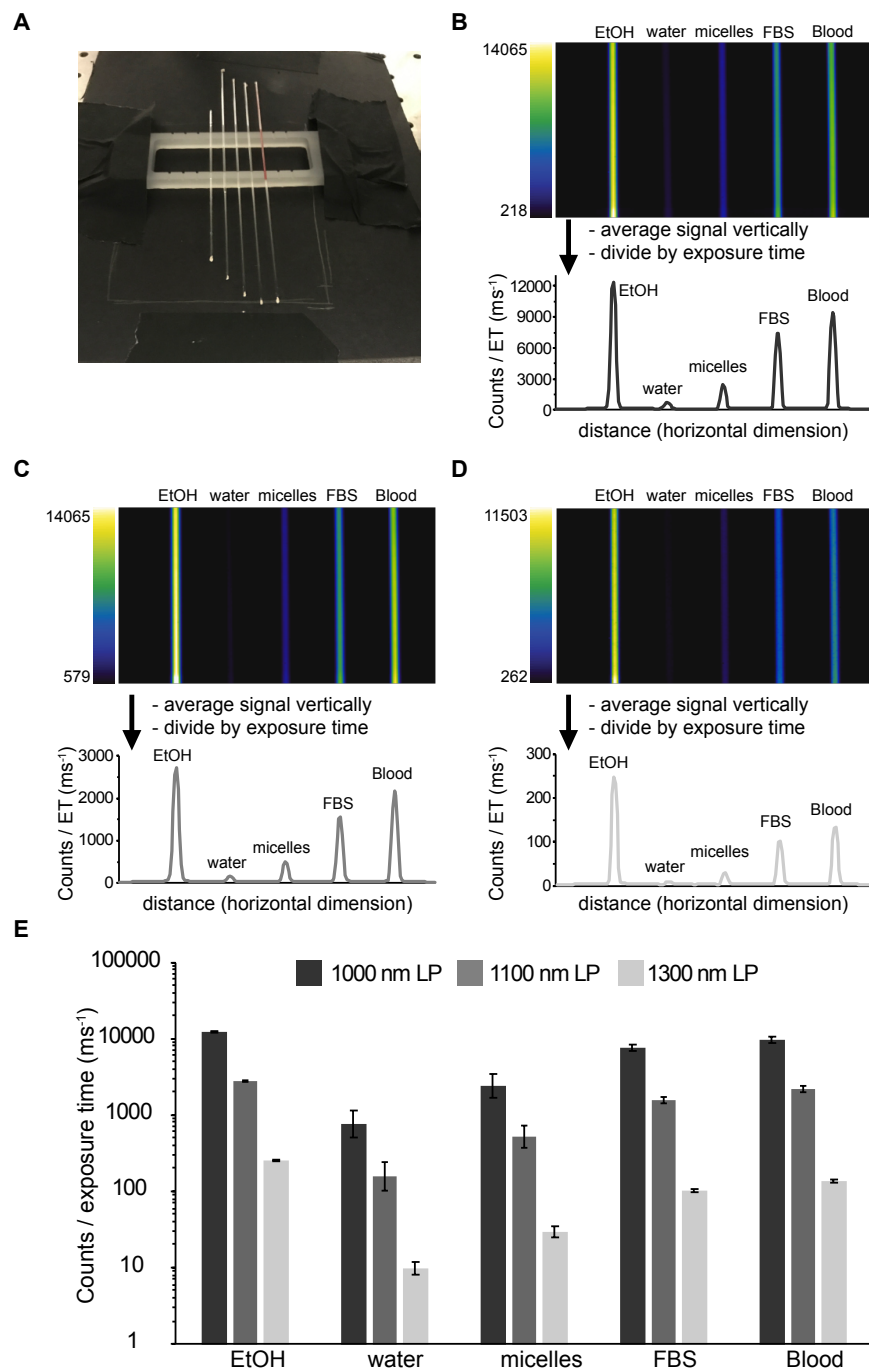 A
B
EtOH water micelles FBS Blood
14065
218
- average signal vertically
- divide by exposure time
Counts / ET (ms⁻¹)
12000
9000
6000
3000
0
EtOH
water
micelles
FBS
Blood
distance (horizontal dimension)
C
EtOH water micelles FBS Blood
14065
579
- average signal vertically
- divide by exposure time
Counts / ET (ms⁻¹)
3000
2000
1000
0
EtOH
water
micelles
FBS
Blood
distance (horizontal dimension)
D
EtOH water micelles FBS Blood
11503
262
- average signal vertically
- divide by exposure time
Counts / ET (ms⁻¹)
300
200
100
0
EtOH
water
micelles
FBS
Blood
distance (horizontal dimension)
E
Counts / exposure time (ms⁻¹)
100000
10000
1000
100
10
1
1000 nm LP 1100 nm LP 1300 nm LP
EtOH water micelles FBS Blood